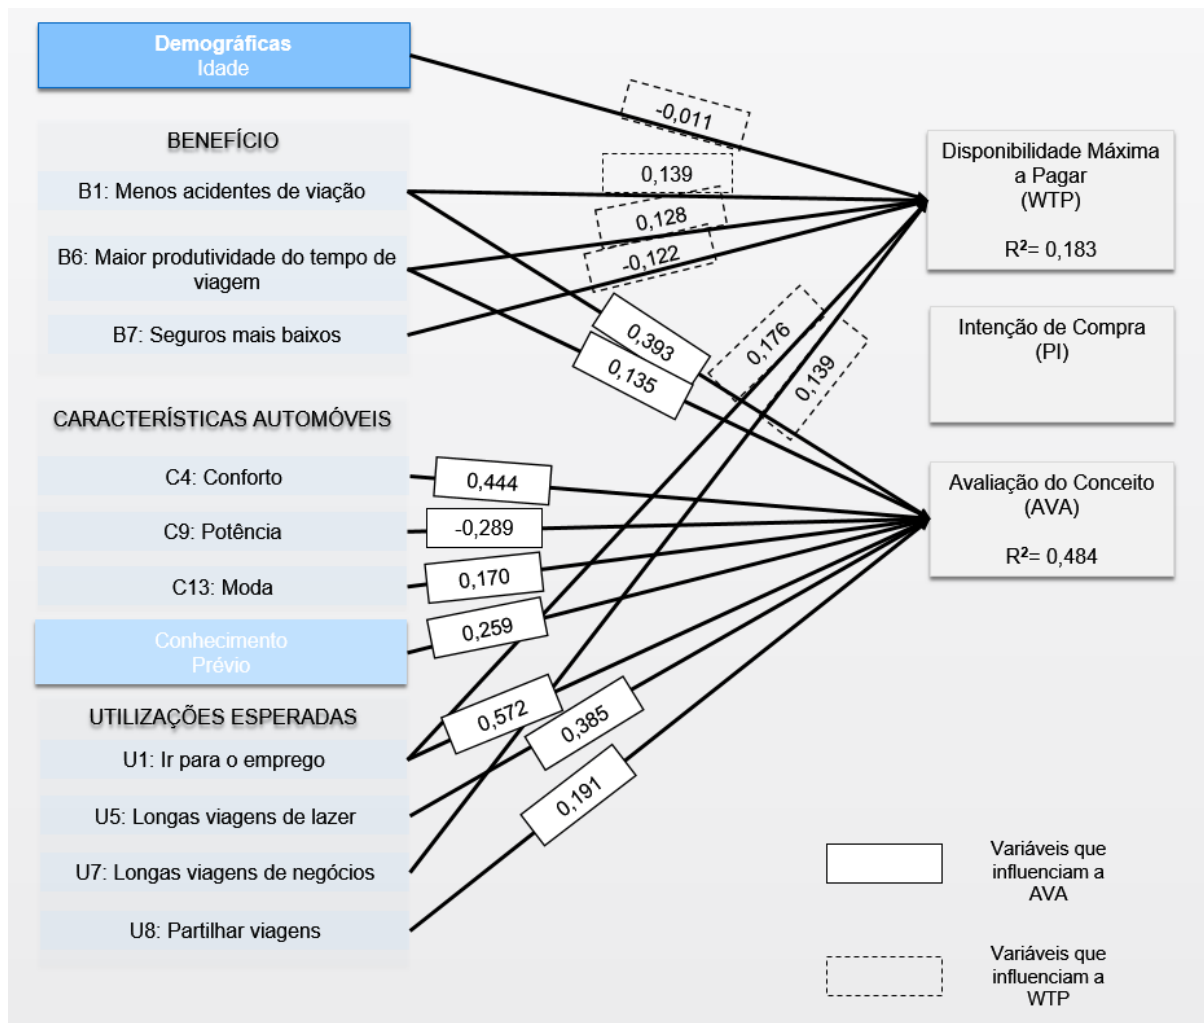 Demográficas
Idade
BENEFÍCIO
B1: Menos acidentes de viação
B6: Maior produtividade do tempo de
viagem
B7: Seguros mais baixos
CARACTERÍSTICAS AUTOMÓVEIS
C4: Conforto
C9: Potência
C13: Moda
Conhecimento
Prévio
UTILIZAÇÕES ESPERADAS
U1: Ir para o emprego
U5: Longas viagens de lazer
U7: Longas viagens de negócios
U8: Partilhar viagens
-0,011
0,139
0,128
-0,122
0,393
0,135
0,176
0,139
0,444
-0,289
0,170
0,259
0,572
0,385
0,191
Disponibilidade Máxima
a Pagar
(WTP)
R²= 0,183
Intenção de Compra
(PI)
Avaliação do Conceito
(AVA)
R²= 0,484
Variáveis que
influenciam a
AVA
Variáveis que
influenciam a
WTP